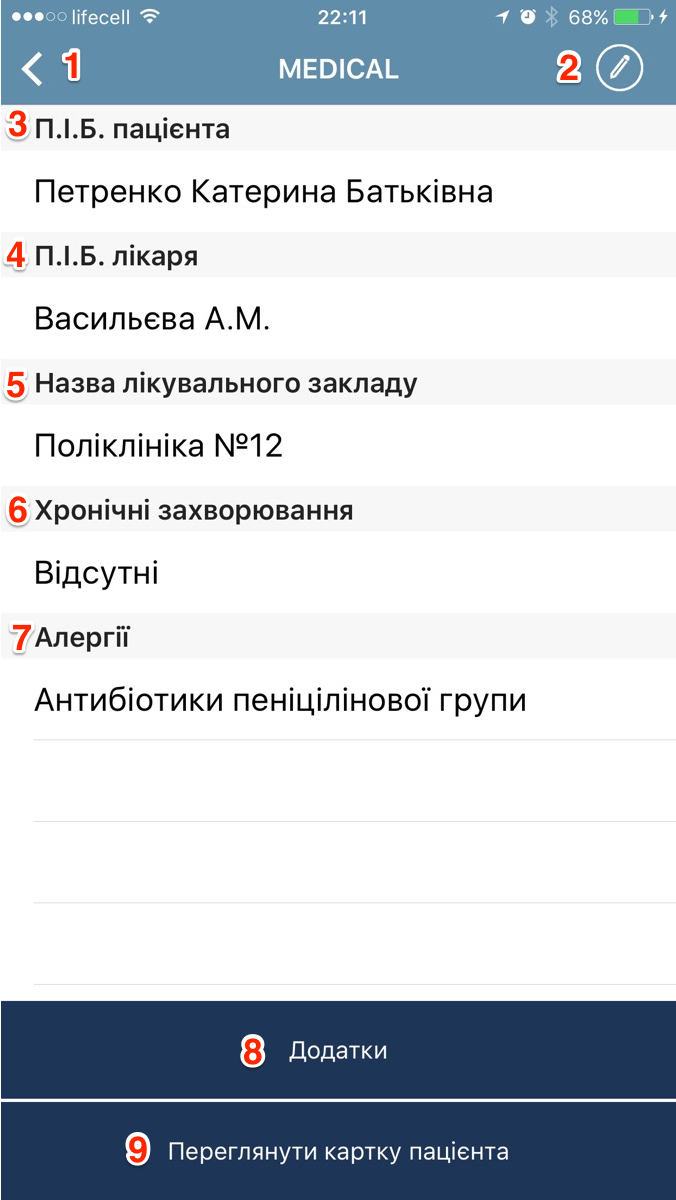 lifecell 22:11 68%
1 MEDICAL 2
3 П.І.Б. пацієнта
Петренко Катерина Батьківна
4 П.І.Б. лікаря
Васильєва А.М.
5 Назва лікувального закладу
Поліклініка №12
6 Хронічні захворювання
Відсутні
7 Алергії
Антибіотики пеніцілінової групи
8 Додатки
9 Переглянути картку пацієнта